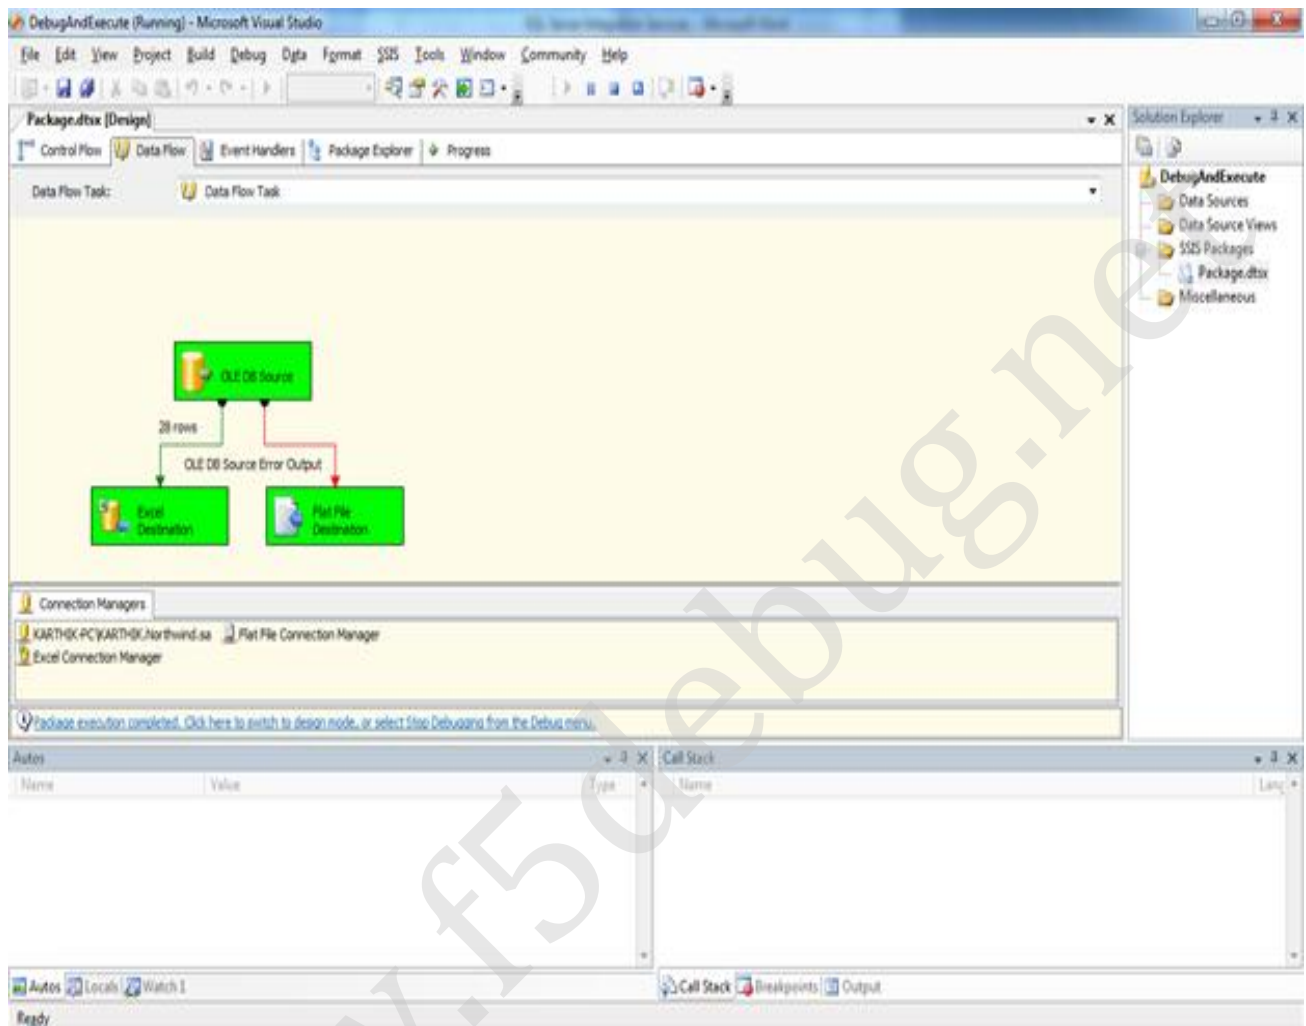 DebugAndExecute (Running) - Microsoft Visual Studio
File Edit View Project Build Debug Data Format SSIS Tools Window Community Help
Package.dtsx [Design]
Solution Explorer
Control Flow Data Flow Event Handlers Package Explorer Progress
Data Flow Task: Data Flow Task
DebugAndExecute
Data Sources
Data Source Views
SSIS Packages
Package.dtsx
Miscellaneous
OLE DB Source
28 rows
OLE DB Source Error Output
Excel
Destination
Flat File
Destination
Connection Managers
KARTHIK-PC\KARTHIK.Northwind.sa Flat File Connection Manager
Excel Connection Manager
Package execution completed. Click here to switch to design mode, or select Stop Debugging from the Debug menu.
Autos
Call Stack
Name Value Type
Name Lang
Autos Locals Watch 1
Call Stack Breakpoints Output
Ready
.f5debug.net